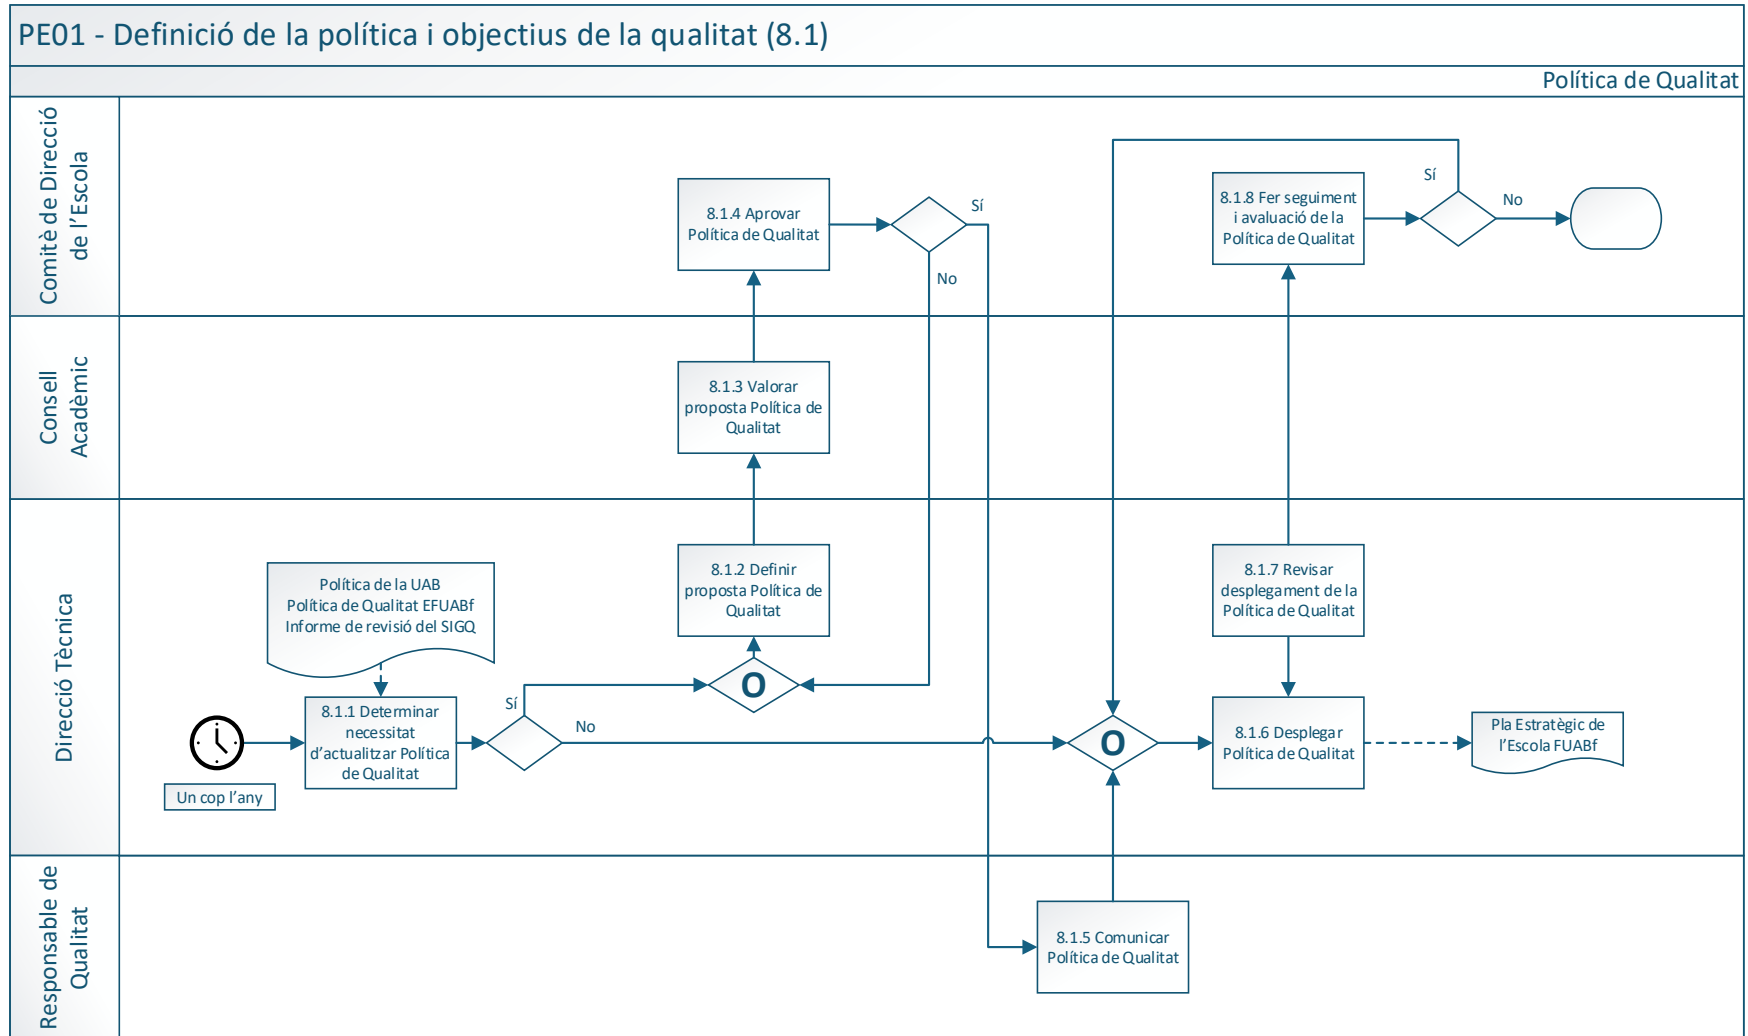 PE01 - Definició de la política i objectius de la qualitat (8.1)
Política de Qualitat
Comitè de Direcció
de l'Escola
8.1.4 Aprovar
Política de Qualitat
Sí
No
8.1.8 Fer seguiment
i avaluació de la
Política de Qualitat
Sí
No
Consell
Acadèmic
8.1.3 Valorar
proposta Política de
Qualitat
Direcció Tècnica
Política de la UAB
Política de Qualitat EFUABf
Informe de revisió del SIGQ
8.1.2 Definir
proposta Política de
Qualitat
8.1.7 Revisar
desplegament de la
Política de Qualitat
O
8.1.1 Determinar
necessitat
d'actualitzar Política
de Qualitat
Sí
No
Un cop l'any
O
8.1.6 Desplegar
Política de Qualitat
Pla Estratègic de
l'Escola FUABf
Responsable de
Qualitat
8.1.5 Comunicar
Política de Qualitat